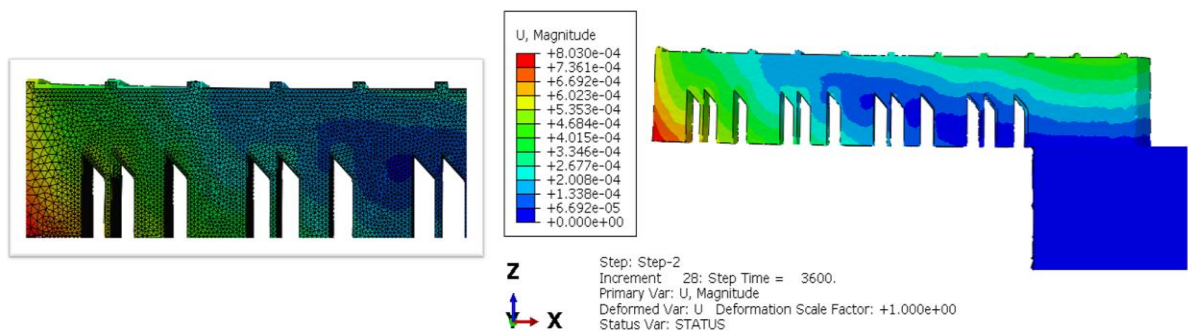 U, Magnitude
+8.030e-04
+7.361e-04
+6.692e-04
+6.023e-04
+5.353e-04
+4.684e-04
+4.015e-04
+3.346e-04
+2.677e-04
+2.008e-04
+1.338e-04
+6.692e-05
+0.000e+00
Z
Y
X
Step: Step-2
Increment 28: Step Time = 3600.
Primary Var: U, Magnitude
Deformed Var: U Deformation Scale Factor: +1.000e+00
Status Var: STATUS